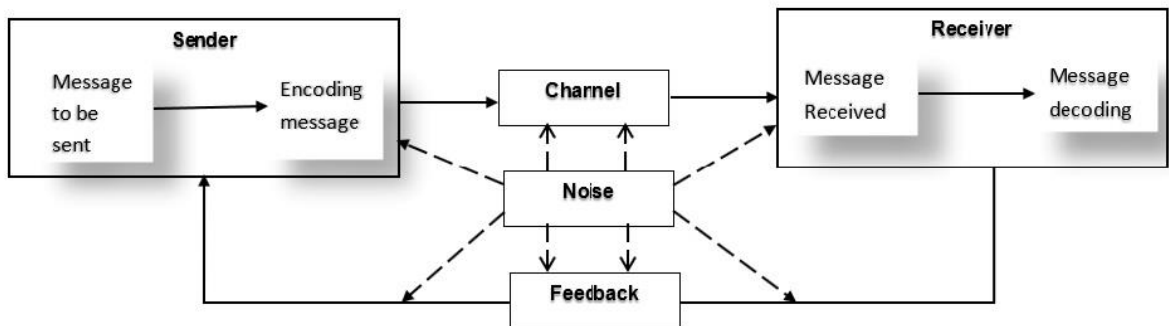 Sender
Message
to be
sent
Encoding
message
Channel
Receiver
Message
Received
Message
decoding
Noise
Feedback